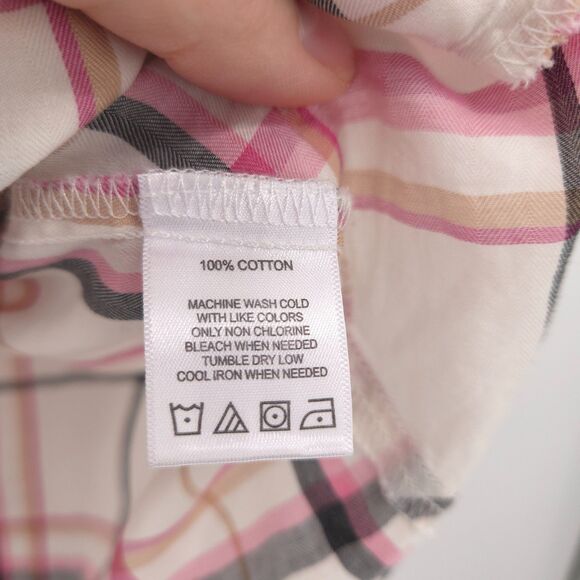 100% COTTON
MACHINE WASH COLD
WITH LIKE COLORS
ONLY NON CHLORINE
BLEACH WHEN NEEDED
TUMBLE DRY LOW
COOL IRON WHEN NEEDED